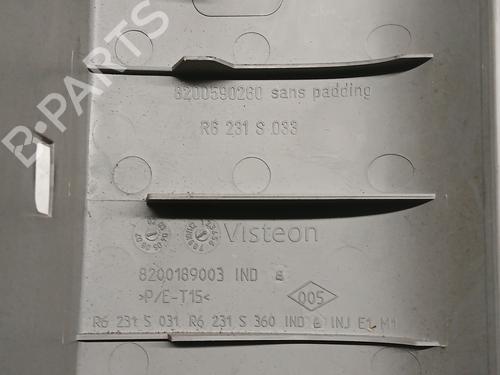 8200590260 sans padding
R6 231 S 033
Visteon
8200189003 IND e
>P/E-T15<
005
R6 231 S 031 R6 231 S 360 IND e INJ E1 M1
B-PARTS